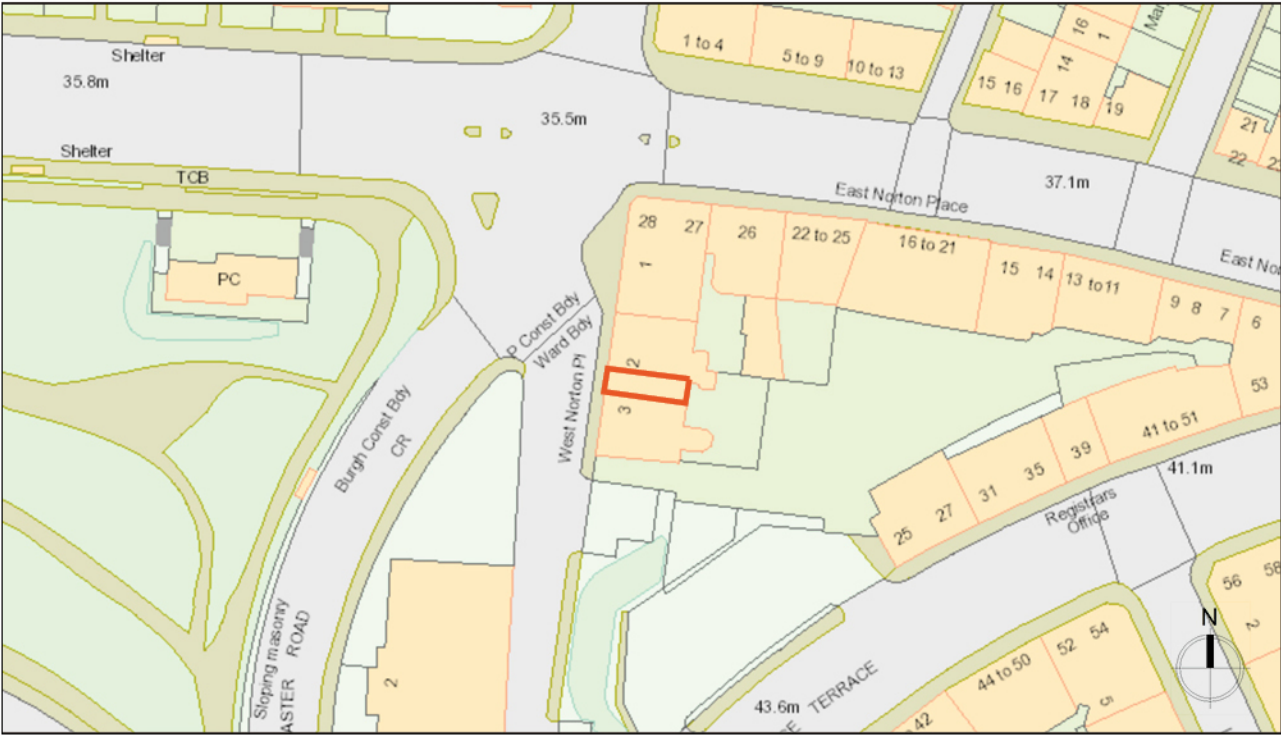 1 to 4
5 to 9
10 to 13
16
1
14
15 16
17
18
19
21
22
Shelter
35.8m
35.5m
Shelter
TCB
PC
East Norton Place
37.1m
28
27
26
22 to 25
16 to 21
15
14
13 to 11
9
8
7
6
53
1
2
3
P Const Bdy
Ward Bdy
West Norton Pl
Burgh Const Bdy
CR
41 to 51
39
35
31
27
25
41.1m
Registrars
Office
Sloping masonry
ROAD
2
43.6m
TERRACE
44 to 50
52
54
5
42
56
58
2
N